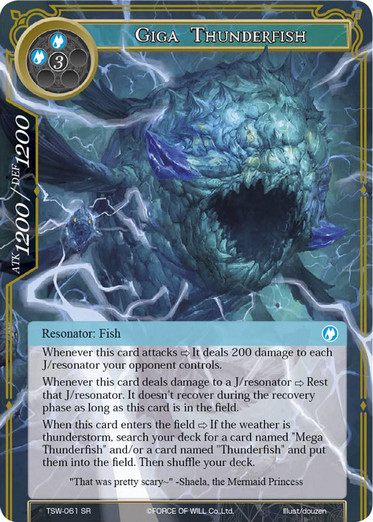 GIGA THUNDERFISH
3
ATK 1200 / DEF 1200
Resonator: Fish
Whenever this card attacks ⇨ It deals 200 damage to each
J/resonator your opponent controls.
Whenever this card deals damage to a J/resonator ⇨ Rest
that J/resonator. It doesn't recover during the recovery
phase as long as this card is in the field.
When this card enters the field ⇨ If the weather is
thunderstorm, search your deck for a card named "Mega
Thunderfish" and/or a card named "Thunderfish" and put
them into the field. Then shuffle your deck.
"That was pretty scary~" -Shaela, the Mermaid Princess
TSW-061 SR ©FORCE OF WILL Co.,Ltd. Illust/douzen